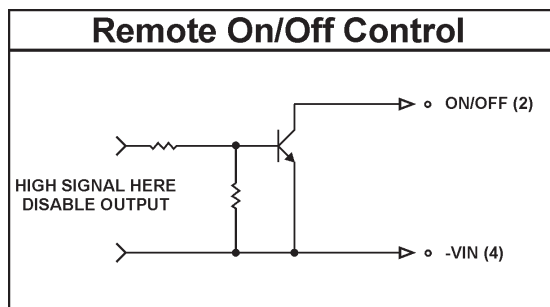 Remote On/Off Control
ON/OFF (2)
HIGH SIGNAL HERE
DISABLE OUTPUT
-VIN (4)